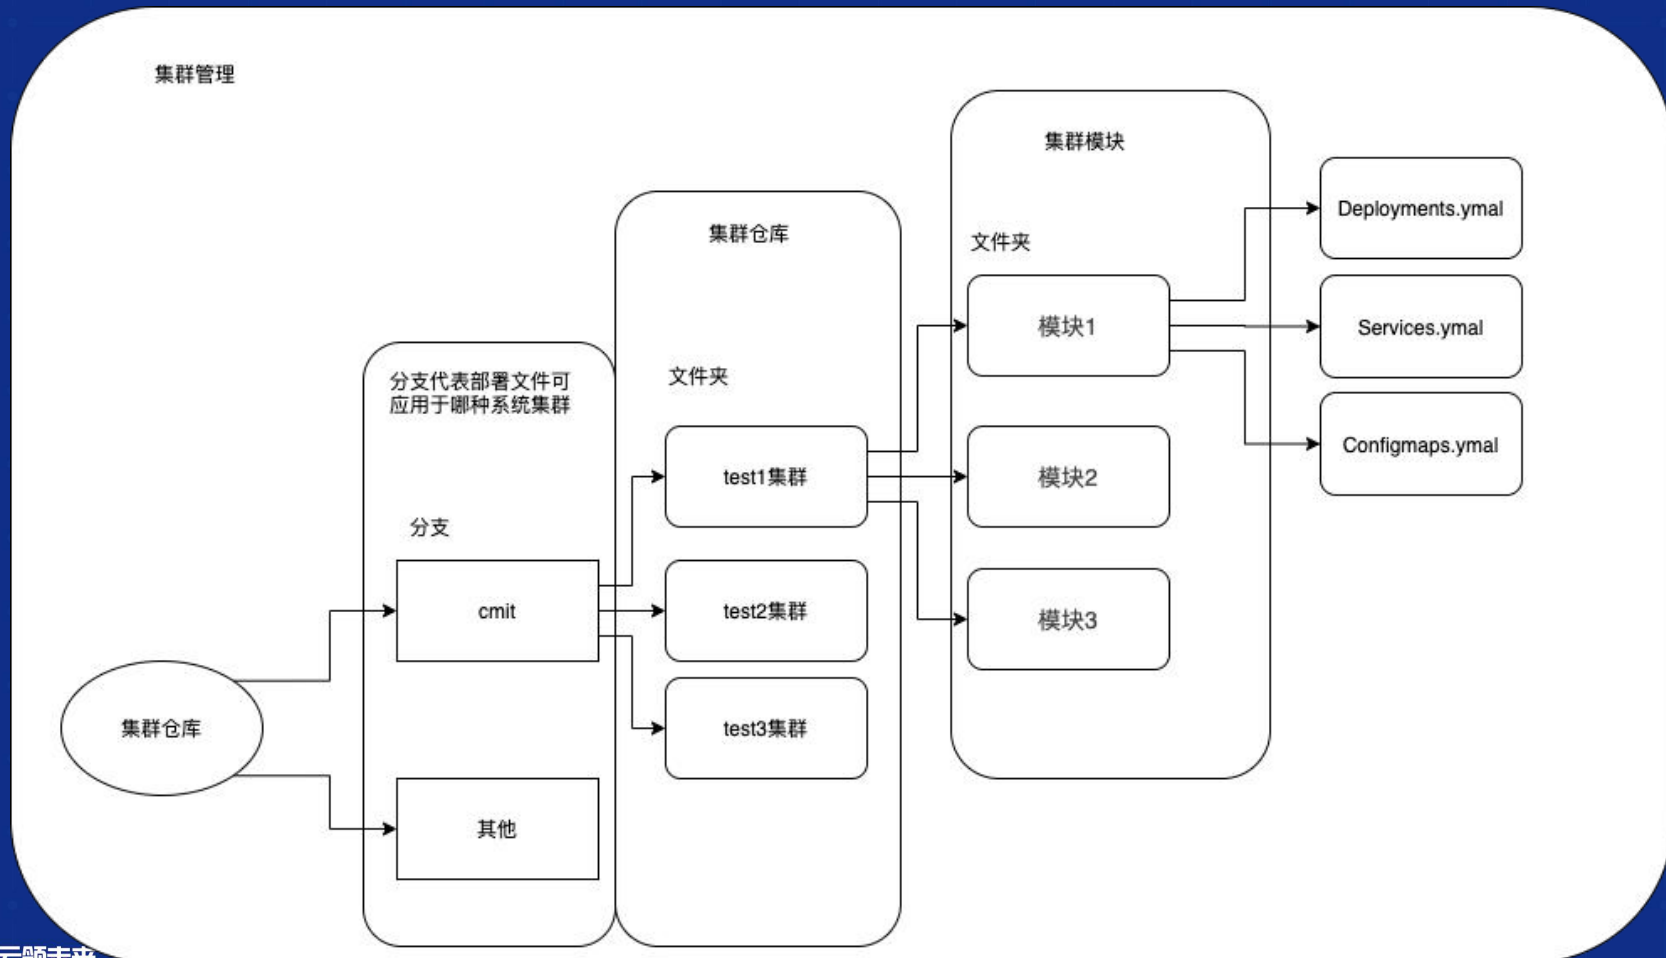 集群管理
集群模块
文件夹
模块1
模块2
模块3
Deployments.ymal
Services.ymal
Configmaps.ymal
集群仓库
文件夹
test1集群
test2集群
test3集群
分支代表部署文件可
应用于哪种系统集群
分支
cmit
其他
集群仓库